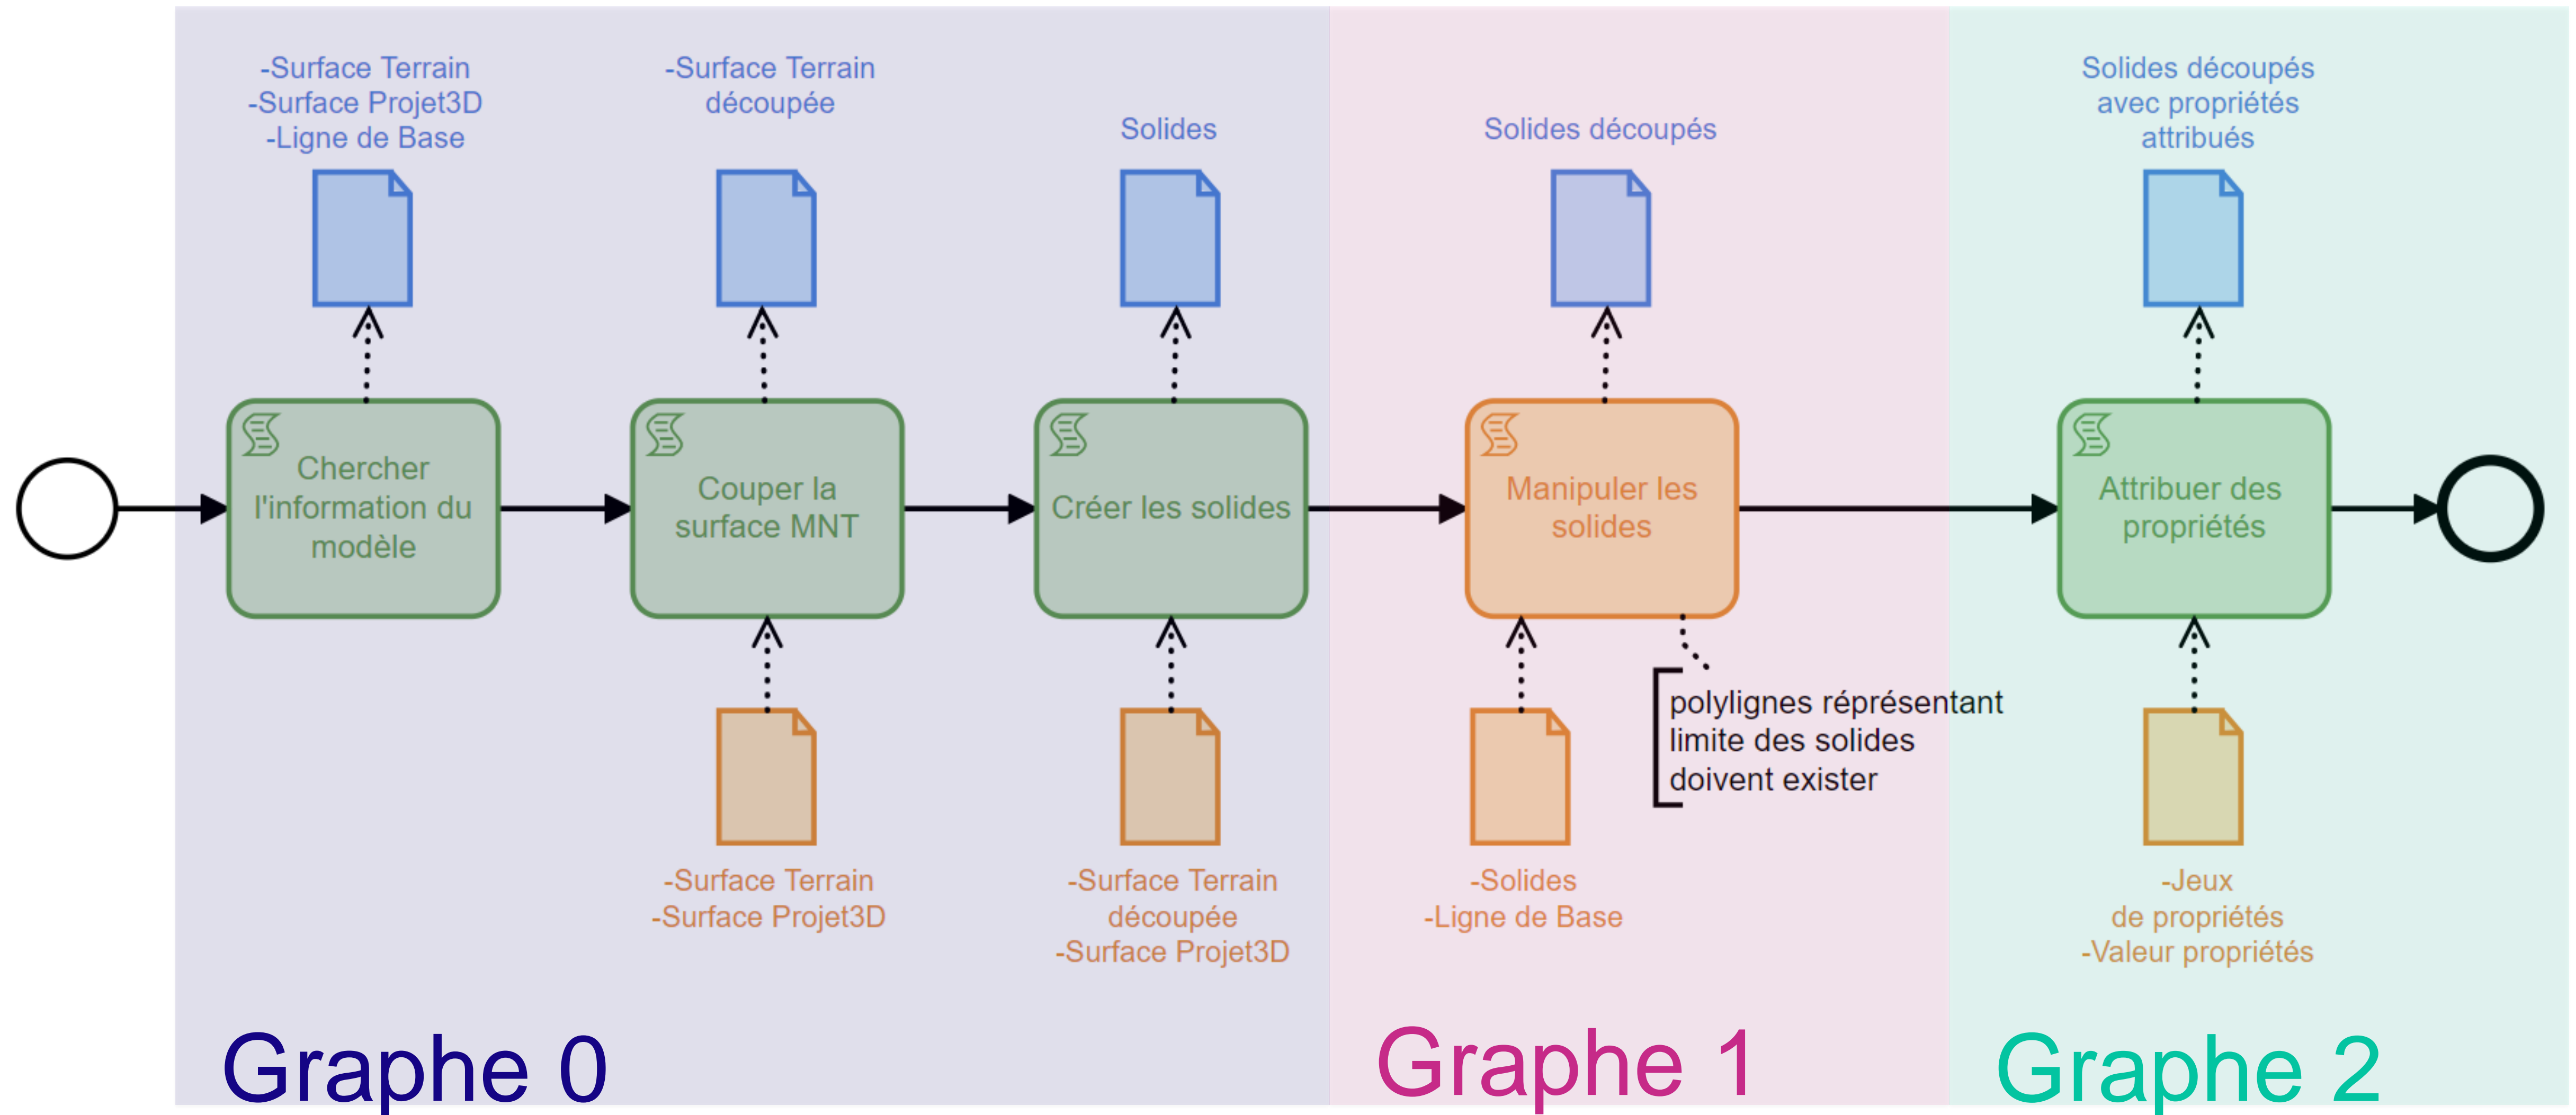 -Surface Terrain
-Surface Projet3D
-Ligne de Base
-Surface Terrain
découpée
Solides
Solides découpés
Solides découpés
avec propriétés
attribués
Chercher
l'information du
modèle
Couper la
surface MNT
Créer les solides
Manipuler les
solides
Attribuer des
propriétés
-Surface Terrain
-Surface Projet3D
-Surface Terrain
découpée
-Surface Projet3D
-Solides
-Ligne de Base
polylignes réprésentant
limite des solides
doivent exister
-Jeux
de propriétés
-Valeur propriétés
Graphe 0
Graphe 1
Graphe 2